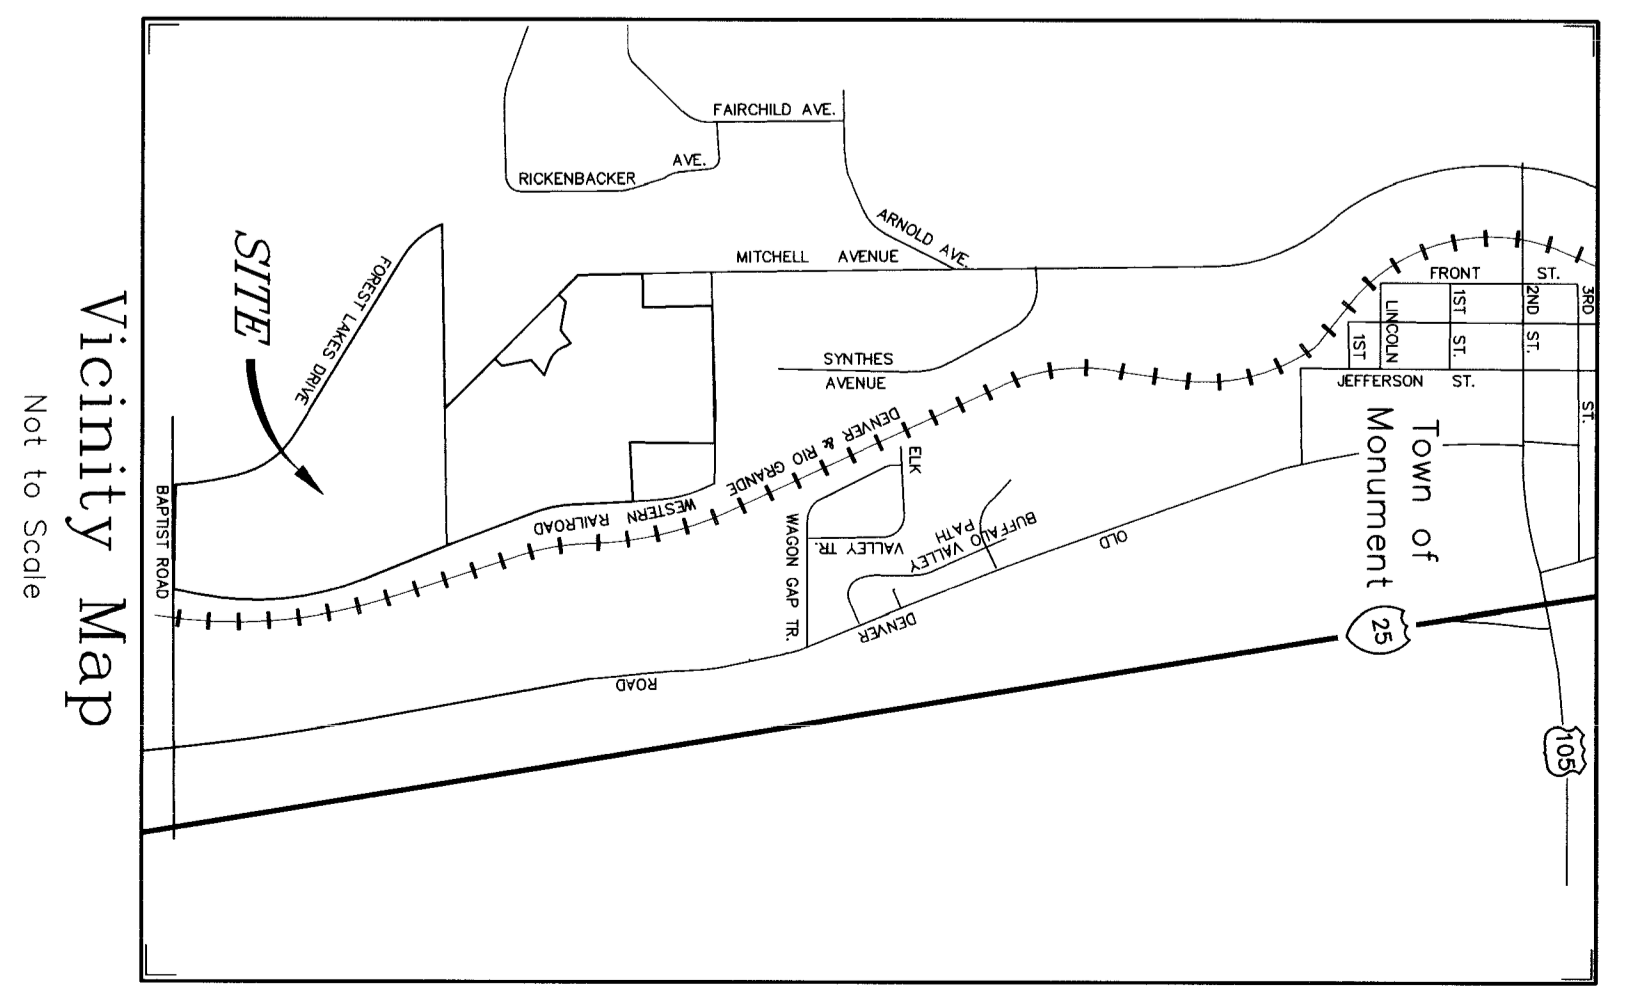 FAIRCHILD AVE.
AVE.
RICKENBACKER
ARNOLD AVE.
MITCHELL AVENUE
SYNTHES
AVENUE
FRONT ST.
1ST ST.
2ND ST.
3RD ST.
LINCOLN
1ST
JEFFERSON ST.
Town of
Monument
25
105
FOREST LAKES DRIVE
SITE
BAPTIST ROAD
DENVER & RIO GRANDE
WESTERN RAILROAD
ELK
VALLEY TR.
WAGON GAP TR.
BUFFALO VALLEY
PATH
VALLEY
OLD
DENVER
ROAD
Vicinity Map
Not to Scale